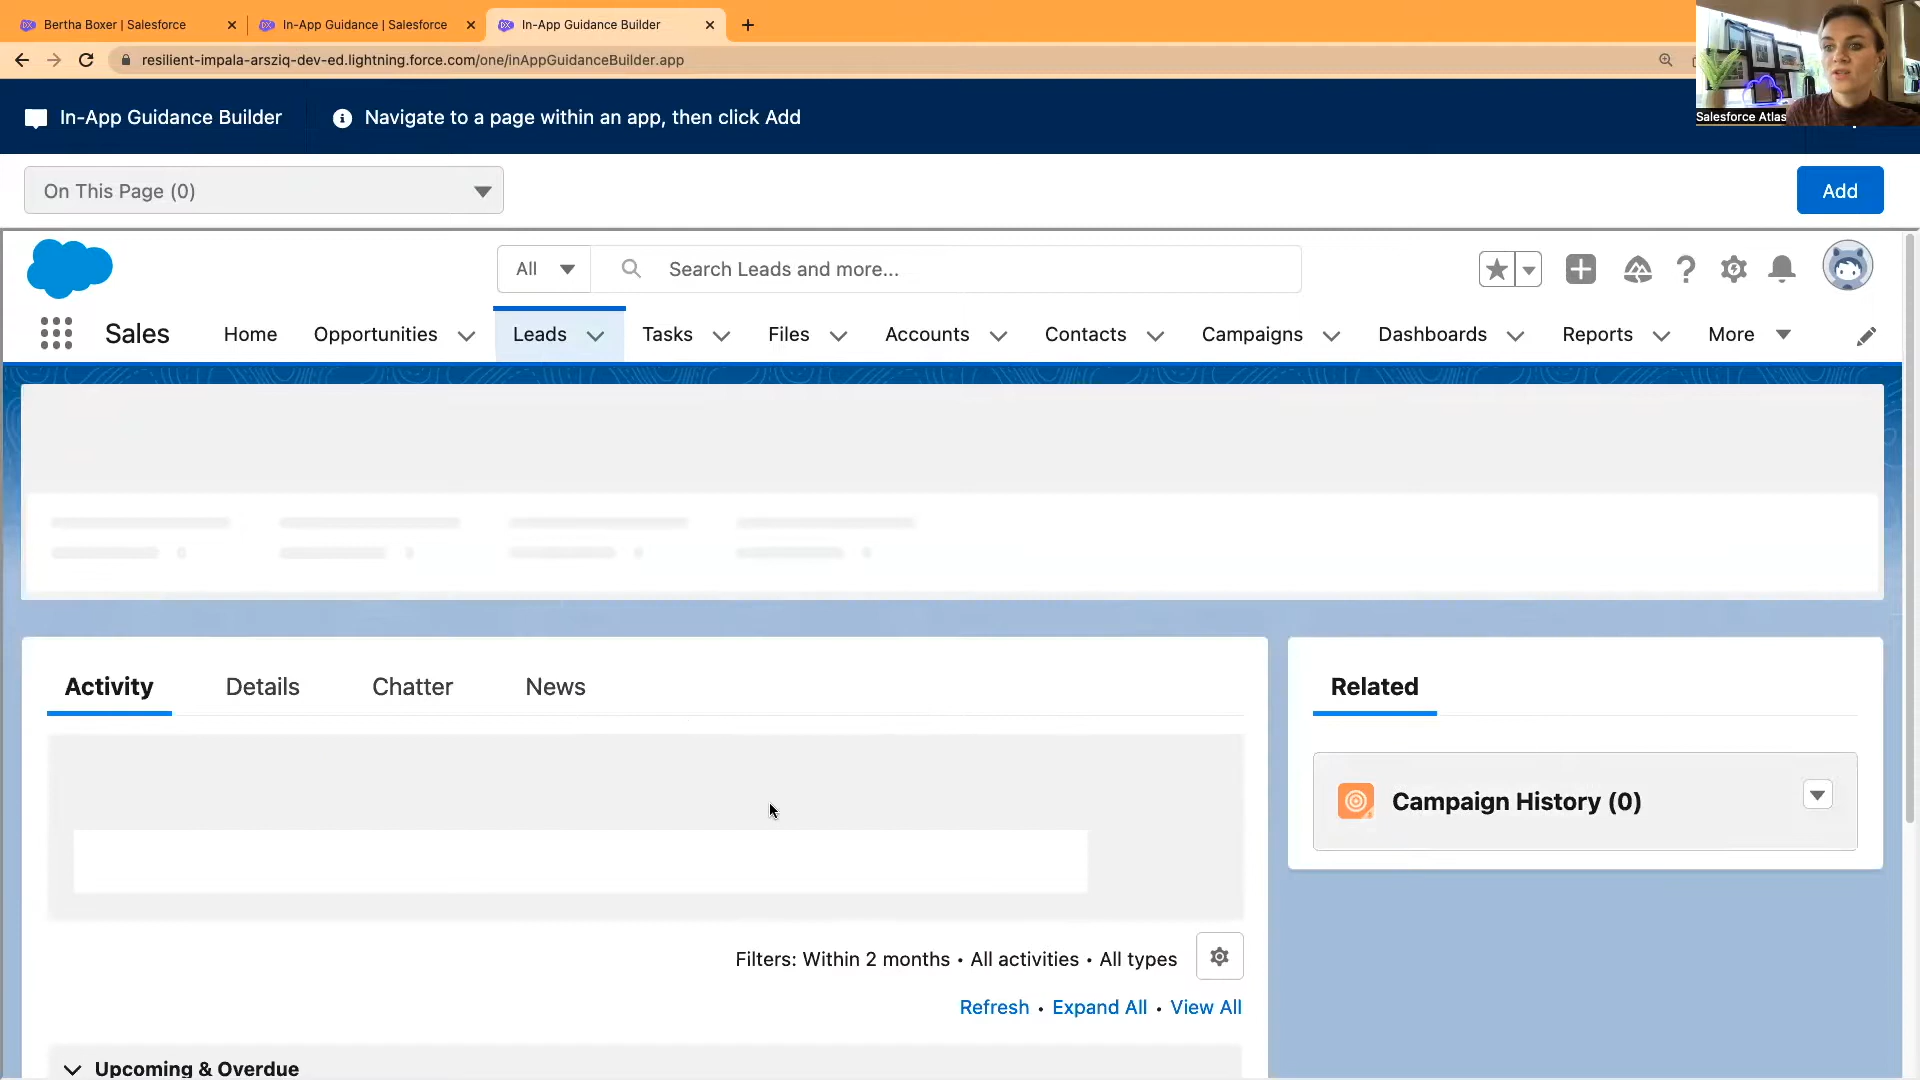 Bertha Boxer | Salesforce
In-App Guidance | Salesforce
In-App Guidance Builder
resilient-impala-arsziq-dev-ed.lightning.force.com/one/inAppGuidanceBuilder.app
Salesforce Atlas
In-App Guidance Builder
Navigate to a page within an app, then click Add
On This Page (0)
Add
All
Search Leads and more...
Sales
Home
Opportunities
Leads
Tasks
Files
Accounts
Contacts
Campaigns
Dashboards
Reports
More
Activity
Details
Chatter
News
Related
Campaign History (0)
Filters: Within 2 months • All activities • All types
Refresh • Expand All • View All
Upcoming & Overdue